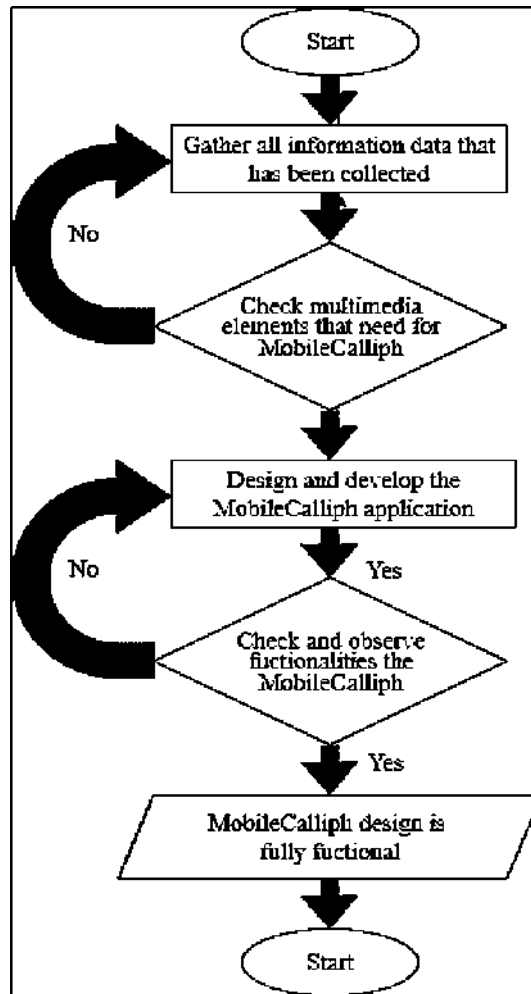 Start
Gather all information data that
has been collected
No
Check multimedia
elements that need for
MobileCalliph
Design and develop the
MobileCalliph application
No
Yes
Check and observe
fuctionalities the
MobileCalliph
Yes
MobileCalliph design is
fully fuctional
Start